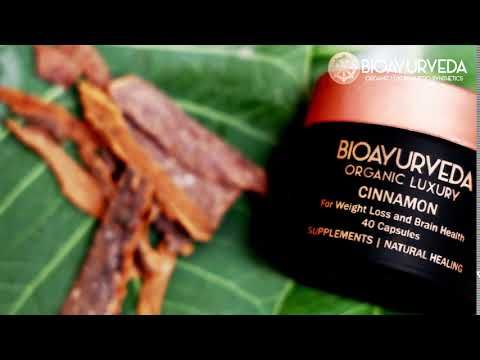 BIOAYURVEDA
ORGANIC LUXURY
CINNAMON
For Weight Loss and Brain Health
40 Capsules
SUPPLEMENTS | NATURAL HEALING
BIOAYURVEDA